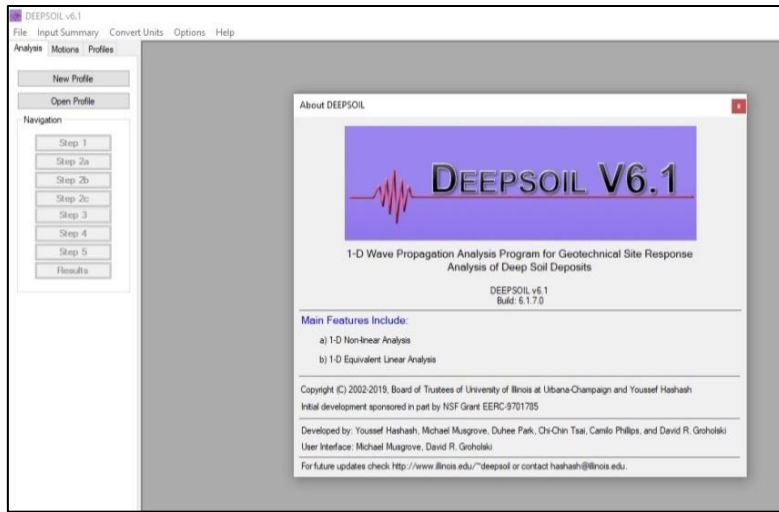 DEEPSOIL v6.1
File Input Summary Convert Units Options Help
Analysis Motions Profiles
New Profile
Open Profile
Navigation
Step 1
Step 2a
Step 2b
Step 2c
Step 3
Step 4
Step 5
Results
About DEEPSOIL
x
DEEPSOIL V6.1
1-D Wave Propagation Analysis Program for Geotechnical Site Response
Analysis of Deep Soil Deposits
DEEPSOIL v6.1
Build: 6.1.7.0
Main Features Include:
a) 1-D Non-linear Analysis
b) 1-D Equivalent Linear Analysis
Copyright (C) 2002-2019, Board of Trustees of University of Illinois at Urbana-Champaign and Youssef Hashash
Initial development sponsored in part by NSF Grant EERC-9701785
Developed by: Youssef Hashash, Michael Musgrove, Duhee Park, Chi-Chin Tsai, Camilo Phillips, and David R. Groholski
User Interface: Michael Musgrove, David R. Groholski
For future updates check http://www.illinois.edu/~deepsoil or contact hashash@illinois.edu.